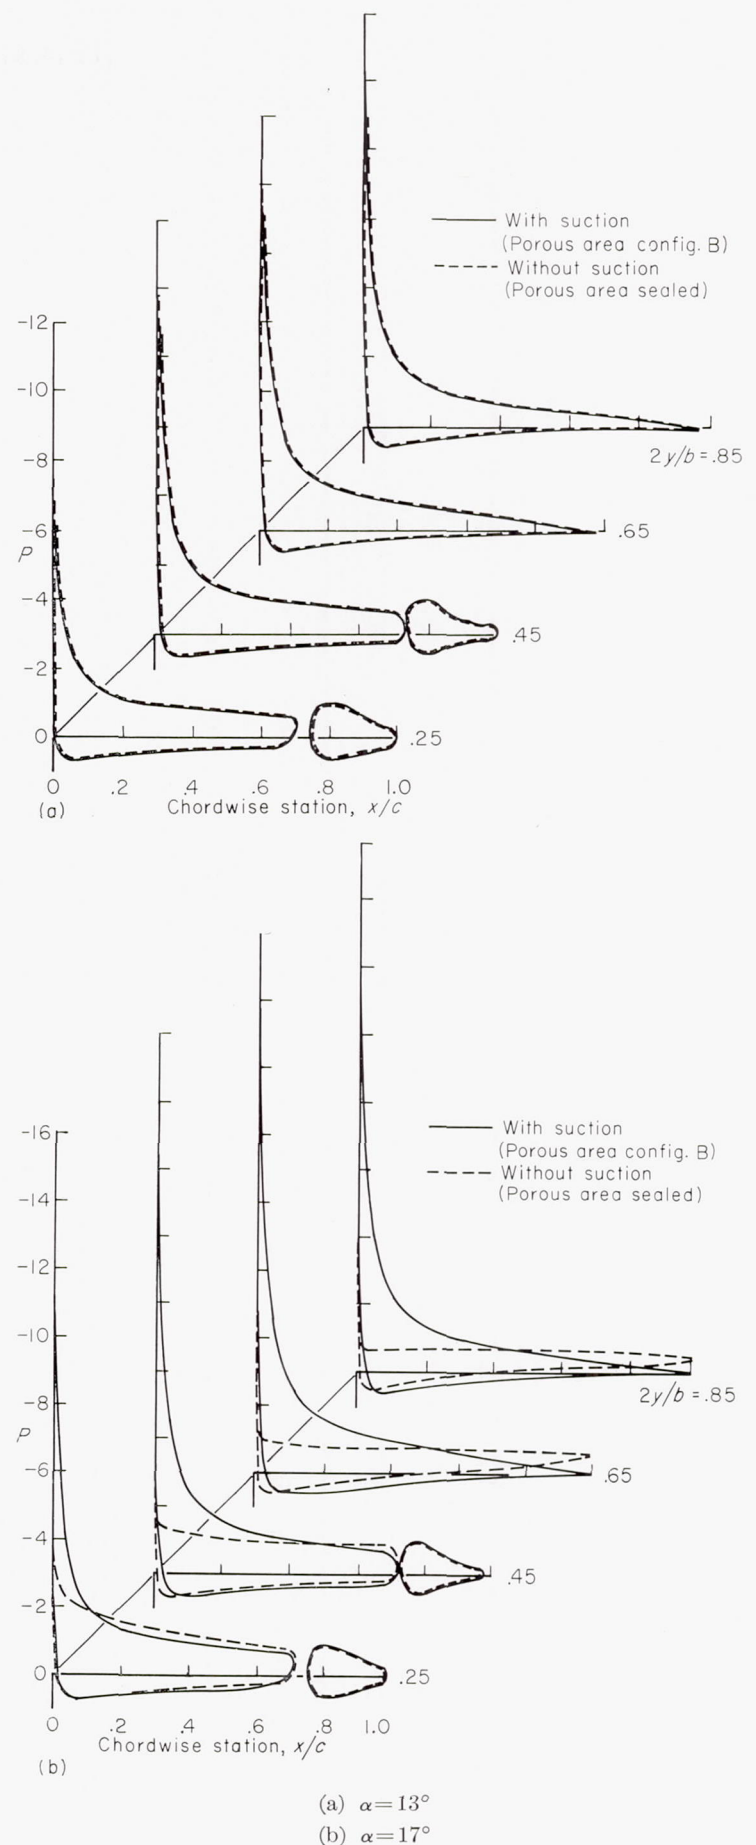 With suction
(Porous area config. B)
Without suction
(Porous area sealed)
-12
-10
-8
-6
P
-4
-2
0
2y/b = .85
.65
.45
.25
0 .2 .4 .6 .8 1.0
(a) Chordwise station, x/c
With suction
(Porous area config. B)
Without suction
(Porous area sealed)
-16
-14
-12
-10
-8
P
-6
-4
-2
0
2y/b = .85
.65
.45
.25
0 .2 .4 .6 .8 1.0
Chordwise station, x/c
(b)
(a) α=13°
(b) α=17°